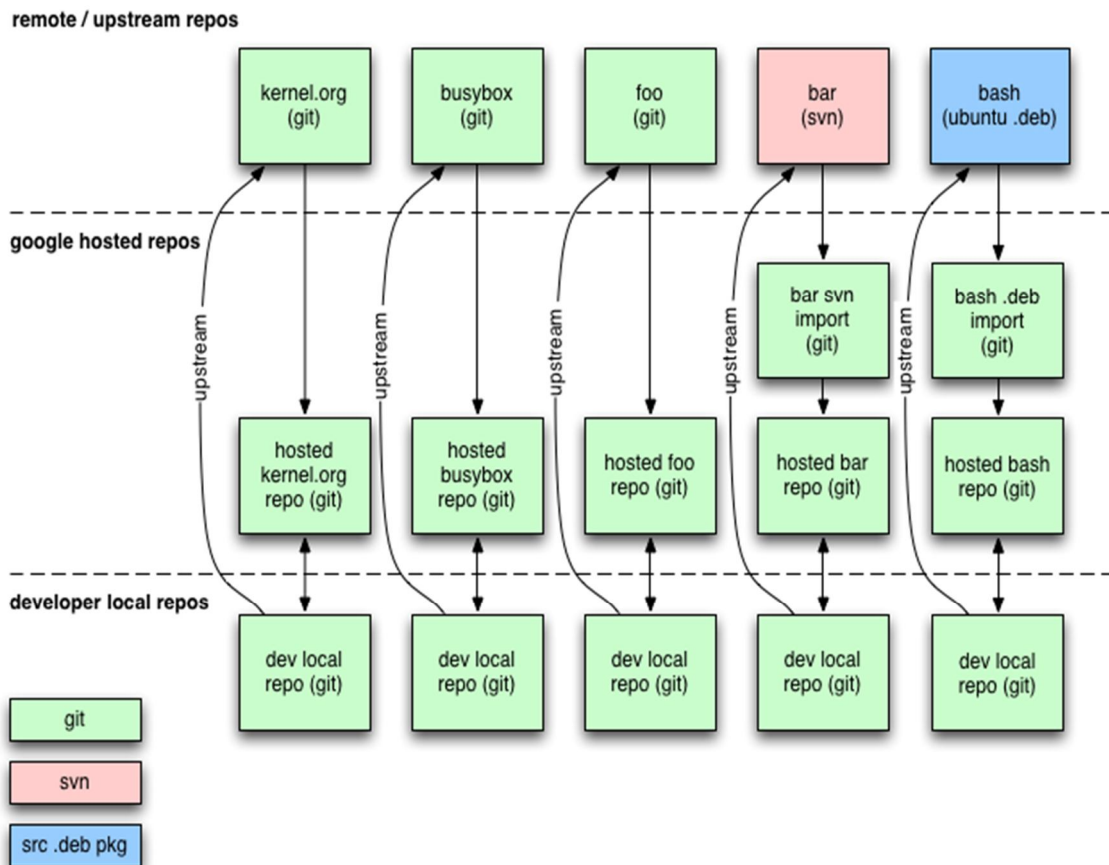 remote / upstream repos
kernel.org
(git)
busybox
(git)
foo
(git)
bar
(svn)
bash
(ubuntu .deb)
google hosted repos
bar svn
import
(git)
bash .deb
import
(git)
upstream
upstream
upstream
upstream
upstream
hosted
kernel.org
repo (git)
hosted
busybox
repo (git)
hosted foo
repo (git)
hosted bar
repo (git)
hosted bash
repo (git)
developer local repos
dev local
repo (git)
dev local
repo (git)
dev local
repo (git)
dev local
repo (git)
dev local
repo (git)
git
svn
src .deb pkg